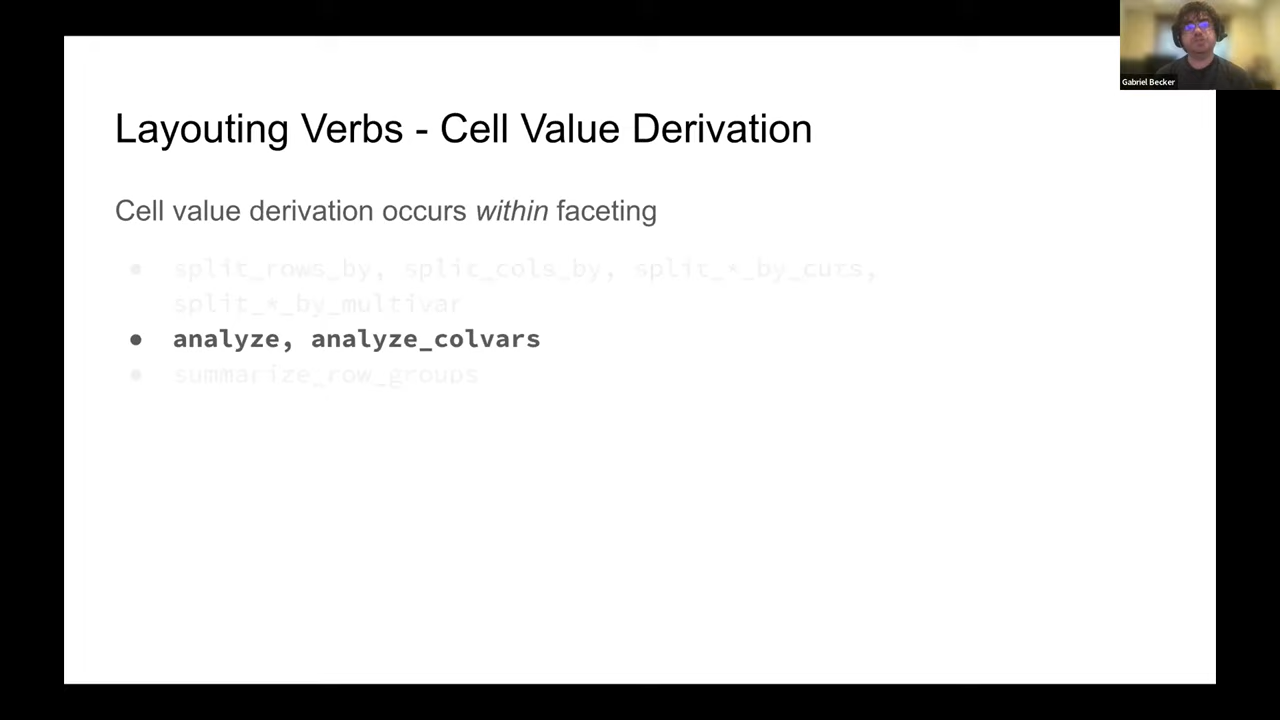 Gabriel Becker
Layouting Verbs - Cell Value Derivation
Cell value derivation occurs within faceting
● split_rows_by, split_cols_by, split_*_by_cuts,
split_*_by_multivar
● analyze, analyze_colvars
● summarize_row_groups